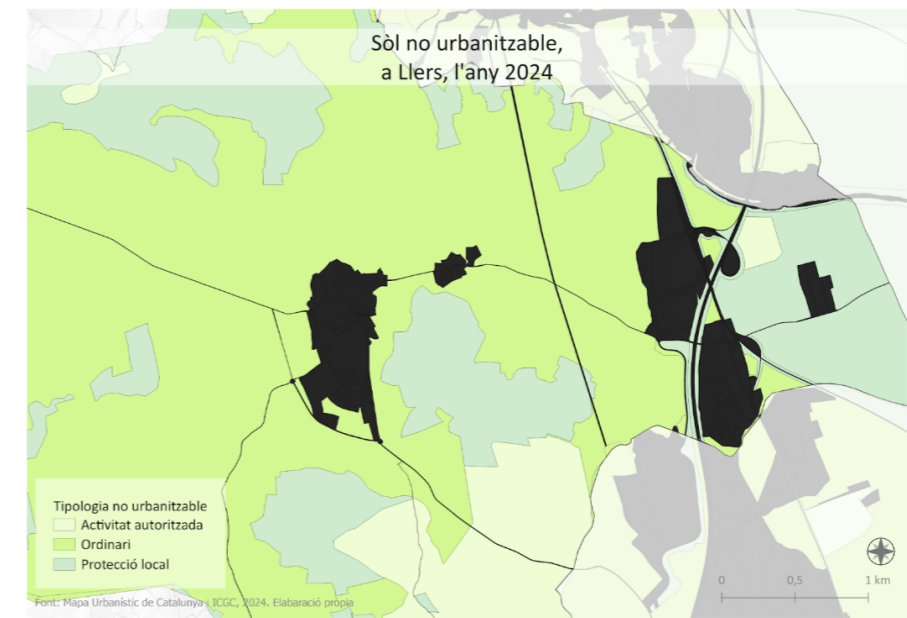 Sòl no urbanitzable,
a Llers, l'any 2024
Tipologia no urbanitzable
Activitat autoritzada
Ordinari
Protecció local
0 0,5 1 km
Font: Mapa Urbanístic de Catalunya i ICGC, 2024. Elaboració pròpia